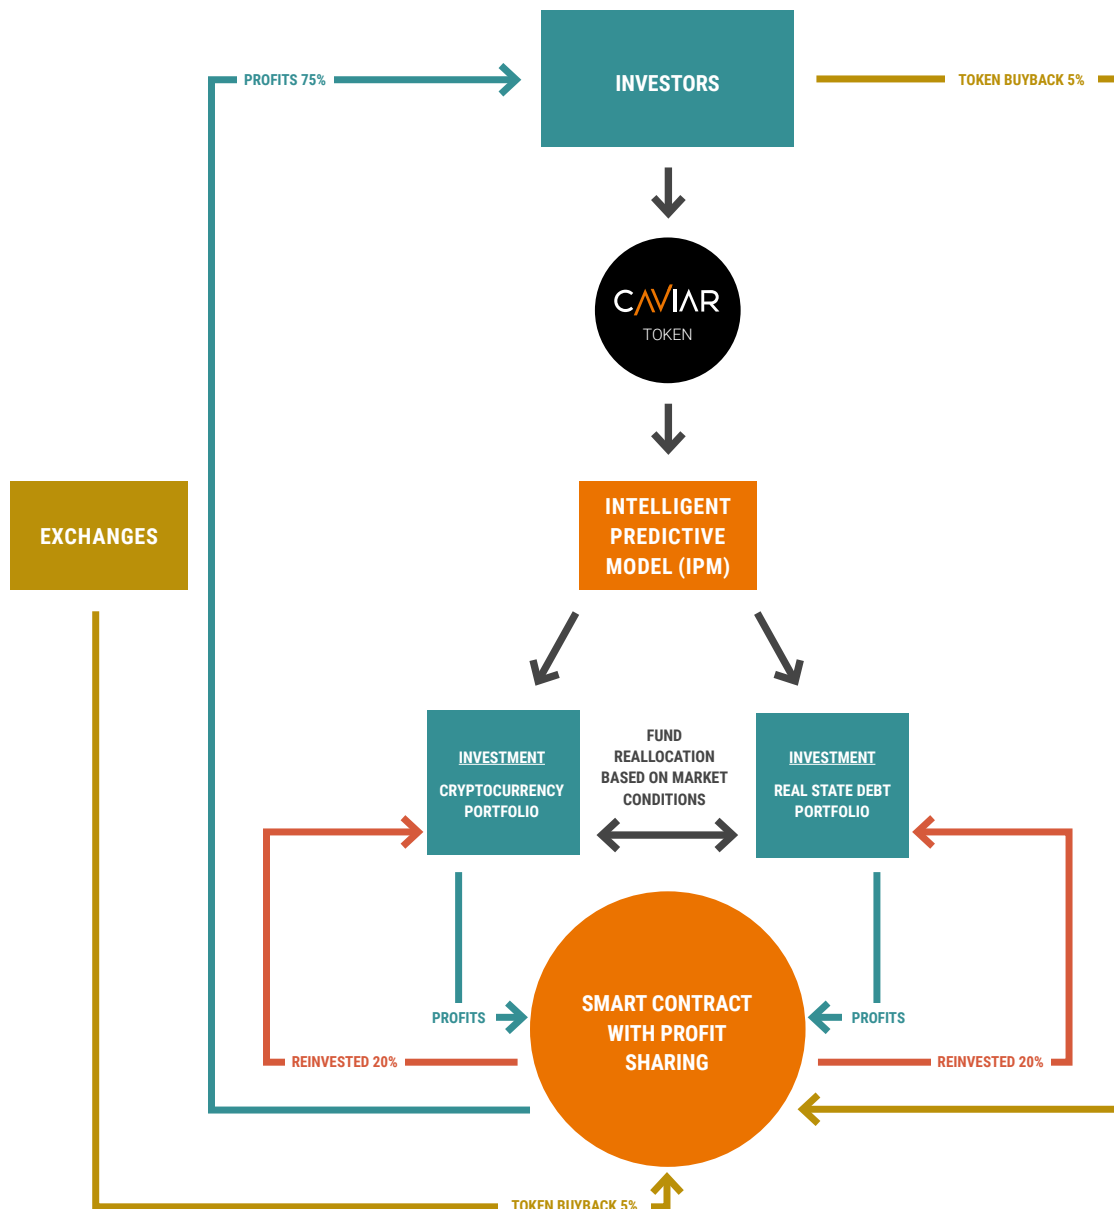 PROFITS 75%
INVESTORS
TOKEN BUYBACK 5%
CAVIAR
TOKEN
EXCHANGES
INTELLIGENT
PREDICTIVE
MODEL (IPM)
INVESTMENT
CRYPTOCURRENCY
PORTFOLIO
FUND
REALLOCATION
BASED ON MARKET
CONDITIONS
INVESTMENT
REAL STATE DEBT
PORTFOLIO
SMART CONTRACT
WITH PROFIT
SHARING
PROFITS
PROFITS
REINVESTED 20%
REINVESTED 20%
TOKEN BUYBACK 5%